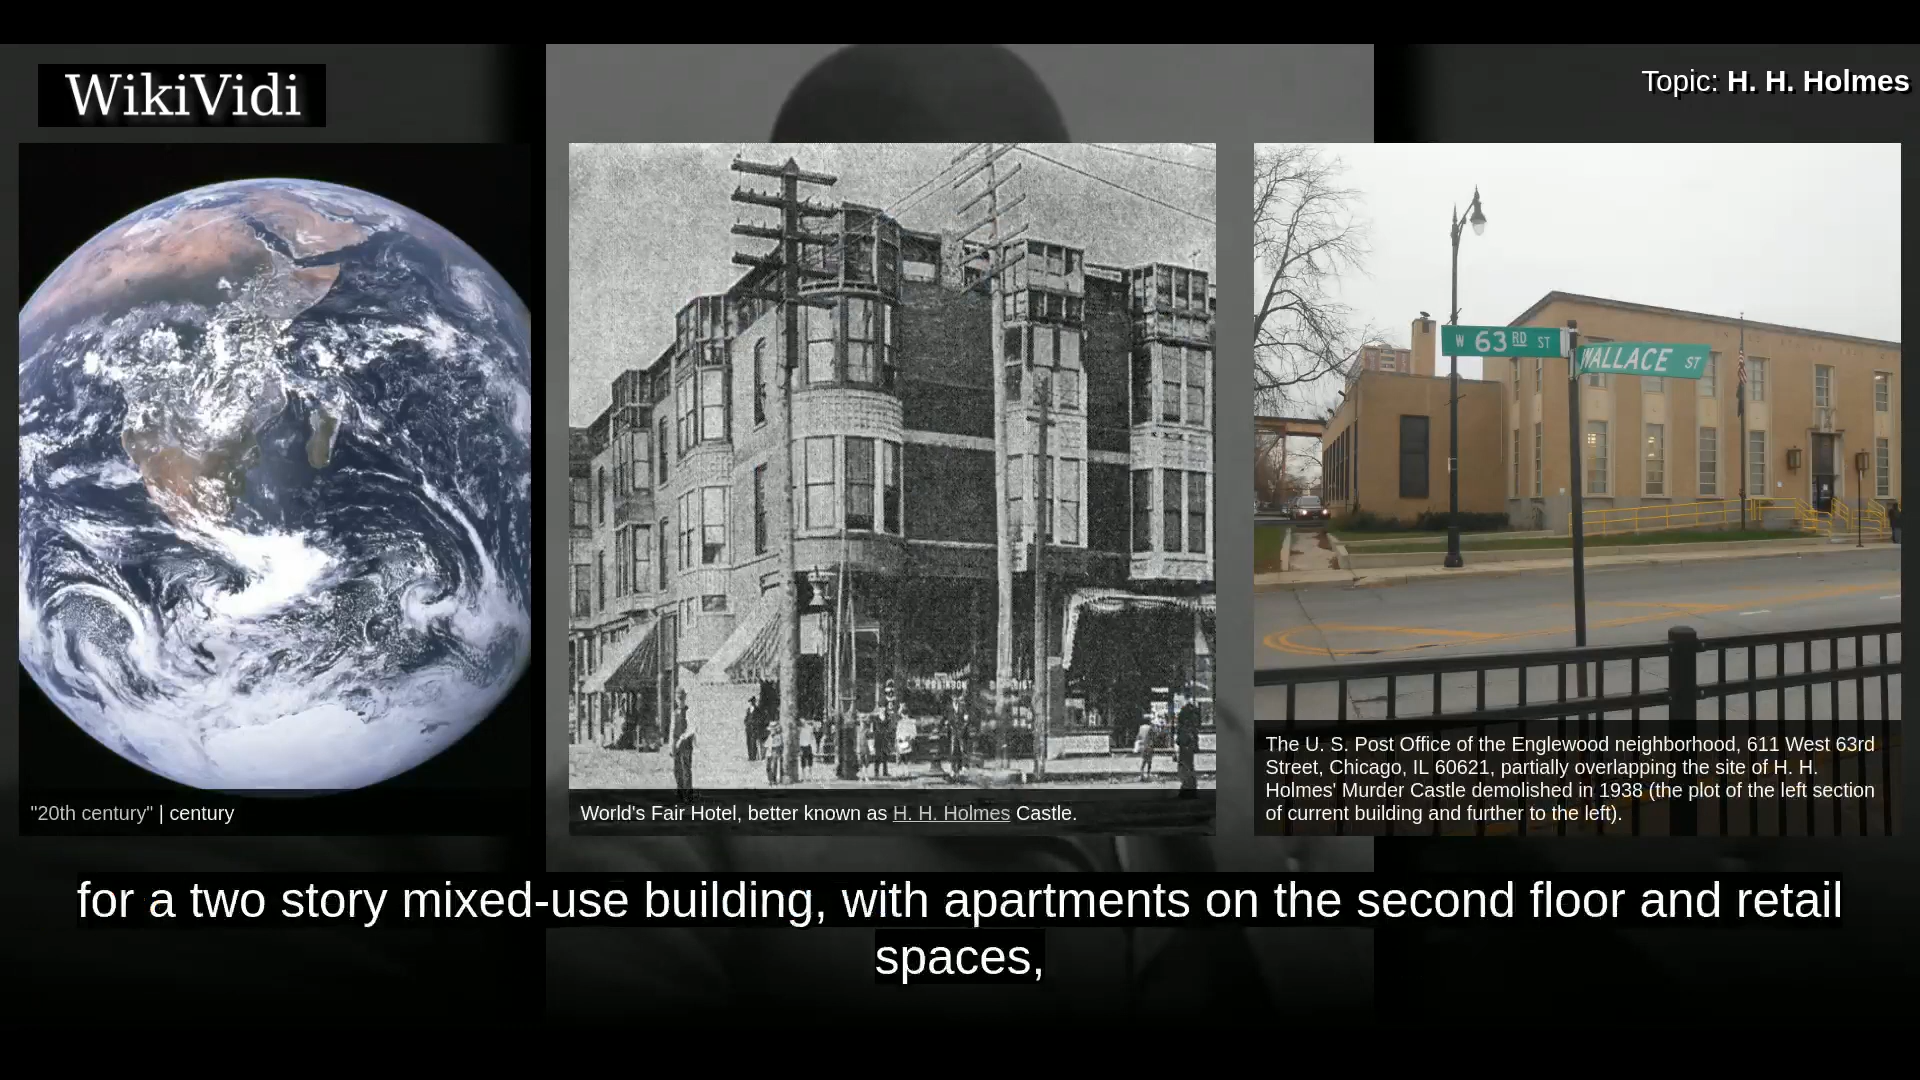 WikiVidi
Topic: H. H. Holmes
W 63RD ST
WALLACE ST
"20th century" | century
World's Fair Hotel, better known as H. H. Holmes Castle.
The U. S. Post Office of the Englewood neighborhood, 611 West 63rd
Street, Chicago, IL 60621, partially overlapping the site of H. H.
Holmes' Murder Castle demolished in 1938 (the plot of the left section
of current building and further to the left).
for a two story mixed-use building, with apartments on the second floor and retail
spaces,